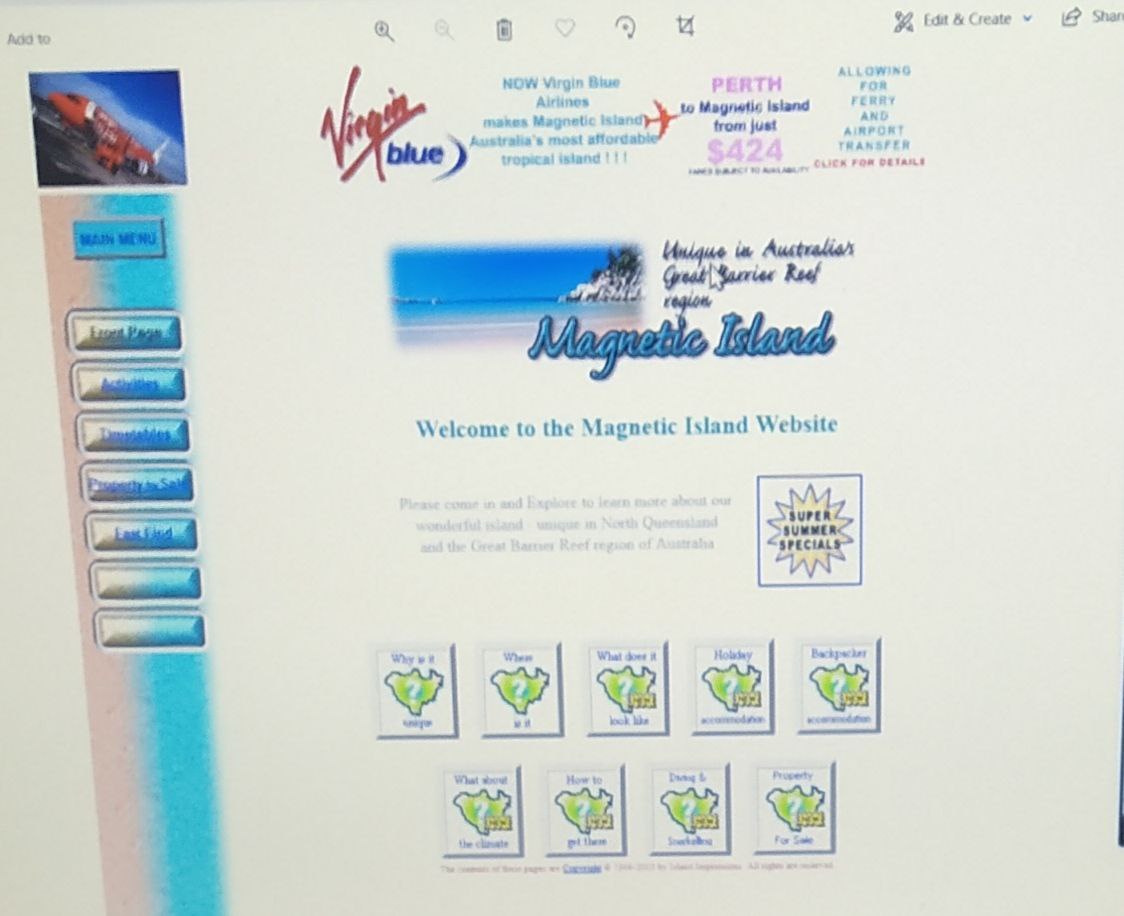 Add to
Edit & Create
Shar
Virgin
blue
NOW Virgin Blue
Airlines
makes Magnetic Island
Australia's most affordable
tropical island ! ! !
PERTH
to Magnetic Island
from just
$424
FARES SUBJECT TO AVAILABILITY
ALLOWING
FOR
FERRY
AND
AIRPORT
TRANSFER
CLICK FOR DETAILS
MAIN MENU
Front Page
Activities
Timetables
Property for Sale
Fast Find
Unique in Australia's
Great Barrier Reef
region
Magnetic Island
Welcome to the Magnetic Island Website
Please come in and Explore to learn more about our
wonderful island unique in North Queensland
and the Great Barrier Reef region of Australia
SUPER
SUMMER
SPECIALS
Why is it
unique
Where
is it
What does it
look like
Holiday
accommodation
Backpacker
accommodation
What about
the climate
How to
get there
Diving &
Snorkelling
Property
For Sale
The contents of these pages are Copyright © by Island Impressions. All rights are reserved.